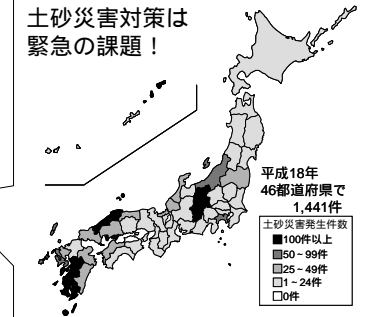 土砂災害対策は
緊急の課題！
平成18年
46都道府県で
1,441件
土砂災害発生件数
■100件以上
■50～99件
■25～49件
□1～24件
□0件